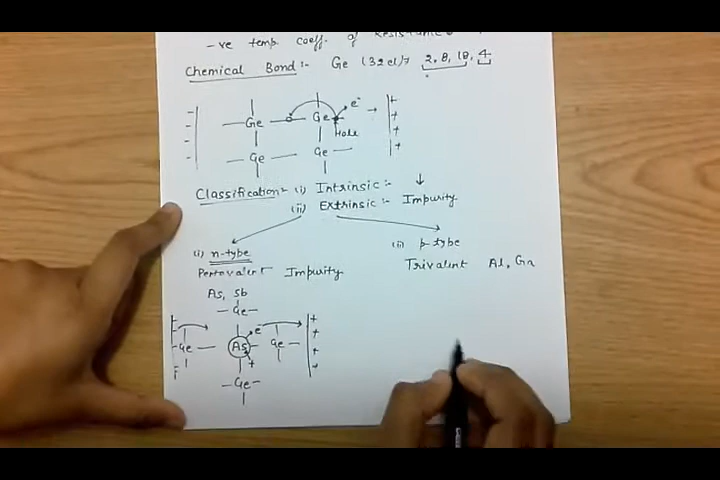 -ve temp coeff. of Resistance
Chemical Bond :- Ge (32 el) → 2, 8, 18, 4
Ge Ge e⁻ →
Hole
Ge Ge
Classification :- (i) Intrinsic :- ↓
(ii) Extrinsic :- Impurity
(i) n-type (ii) p-type
Pentavalent Impurity Trivalent Al, Ga
As, Sb
Ge
e⁻
Ge As Ge
+
Ge